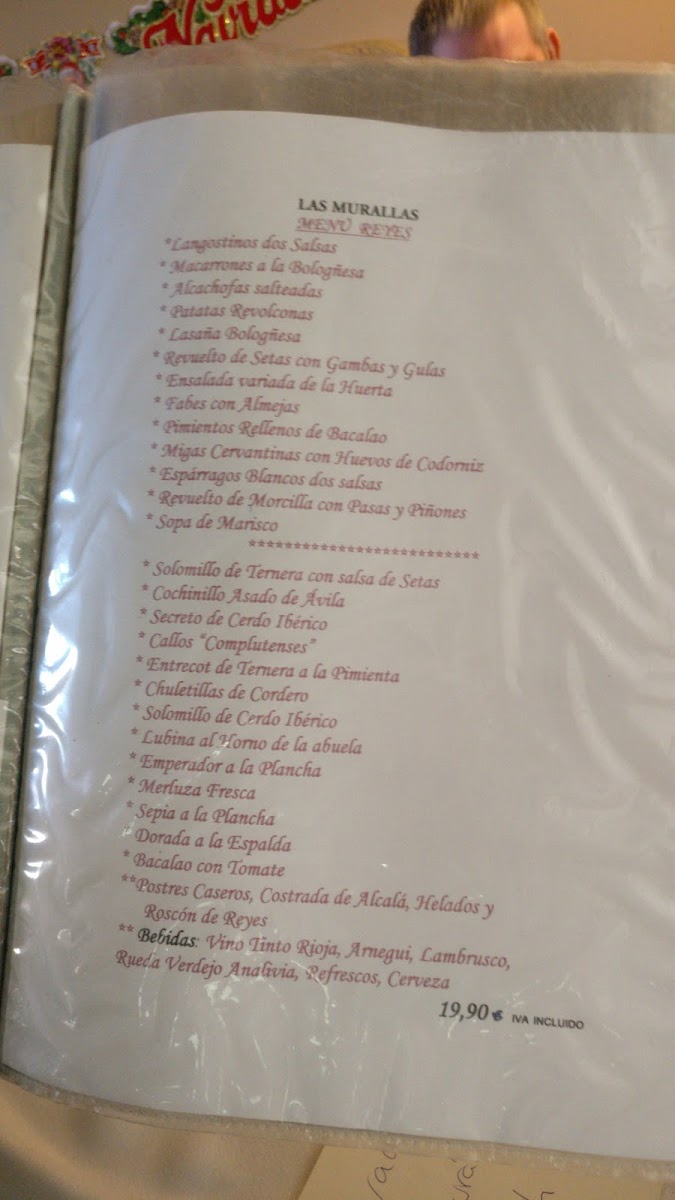 Navidad
LAS MURALLAS
MENÚ REYES
*Langostinos dos Salsas
* Macarrones a la Bologñesa
* Alcachofas salteadas
* Patatas Revolconas
* Lasaña Bologñesa
* Revuelto de Setas con Gambas y Gulas
* Ensalada variada de la Huerta
* Fabes con Almejas
* Pimientos Rellenos de Bacalao
* Migas Cervantinas con Huevos de Codorniz
* Espárragos Blancos dos salsas
* Revuelto de Morcilla con Pasas y Piñones
* Sopa de Marisco
**************************
* Solomillo de Ternera con salsa de Setas
* Cochinillo Asado de Ávila
* Secreto de Cerdo Ibérico
* Callos “Complutenses”
* Entrecot de Ternera a la Pimienta
* Chuletillas de Cordero
* Solomillo de Cerdo Ibérico
* Lubina al Horno de la abuela
* Emperador a la Plancha
* Merluza Fresca
* Sepia a la Plancha
* Dorada a la Espalda
* Bacalao con Tomate
**Postres Caseros, Costrada de Alcalá, Helados y
Roscón de Reyes
** Bebidas: Vino Tinto Rioja, Arnegui, Lambrusco,
Rueda Verdejo Analivia, Refrescos, Cerveza
19,90€ IVA INCLUIDO